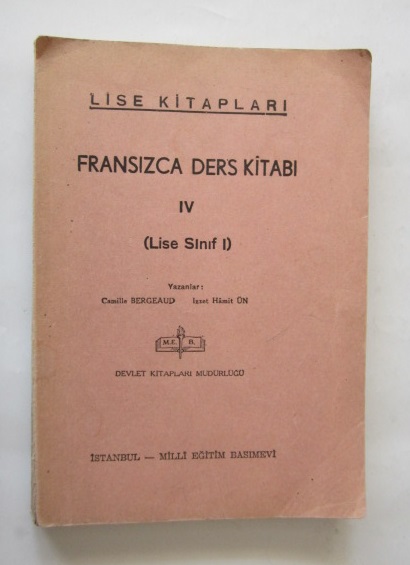 LİSE KİTAPLARI
FRANSIZCA DERS KİTABI
IV
(Lise Sınıf I)
Yazanlar:
Camille BERGEAUD İzzet Hâmit ÜN
M.E. B.
DEVLET KİTAPLARI MÜDÜRLÜĞÜ
İSTANBUL — MİLLÎ EĞİTİM BASIMEVİ